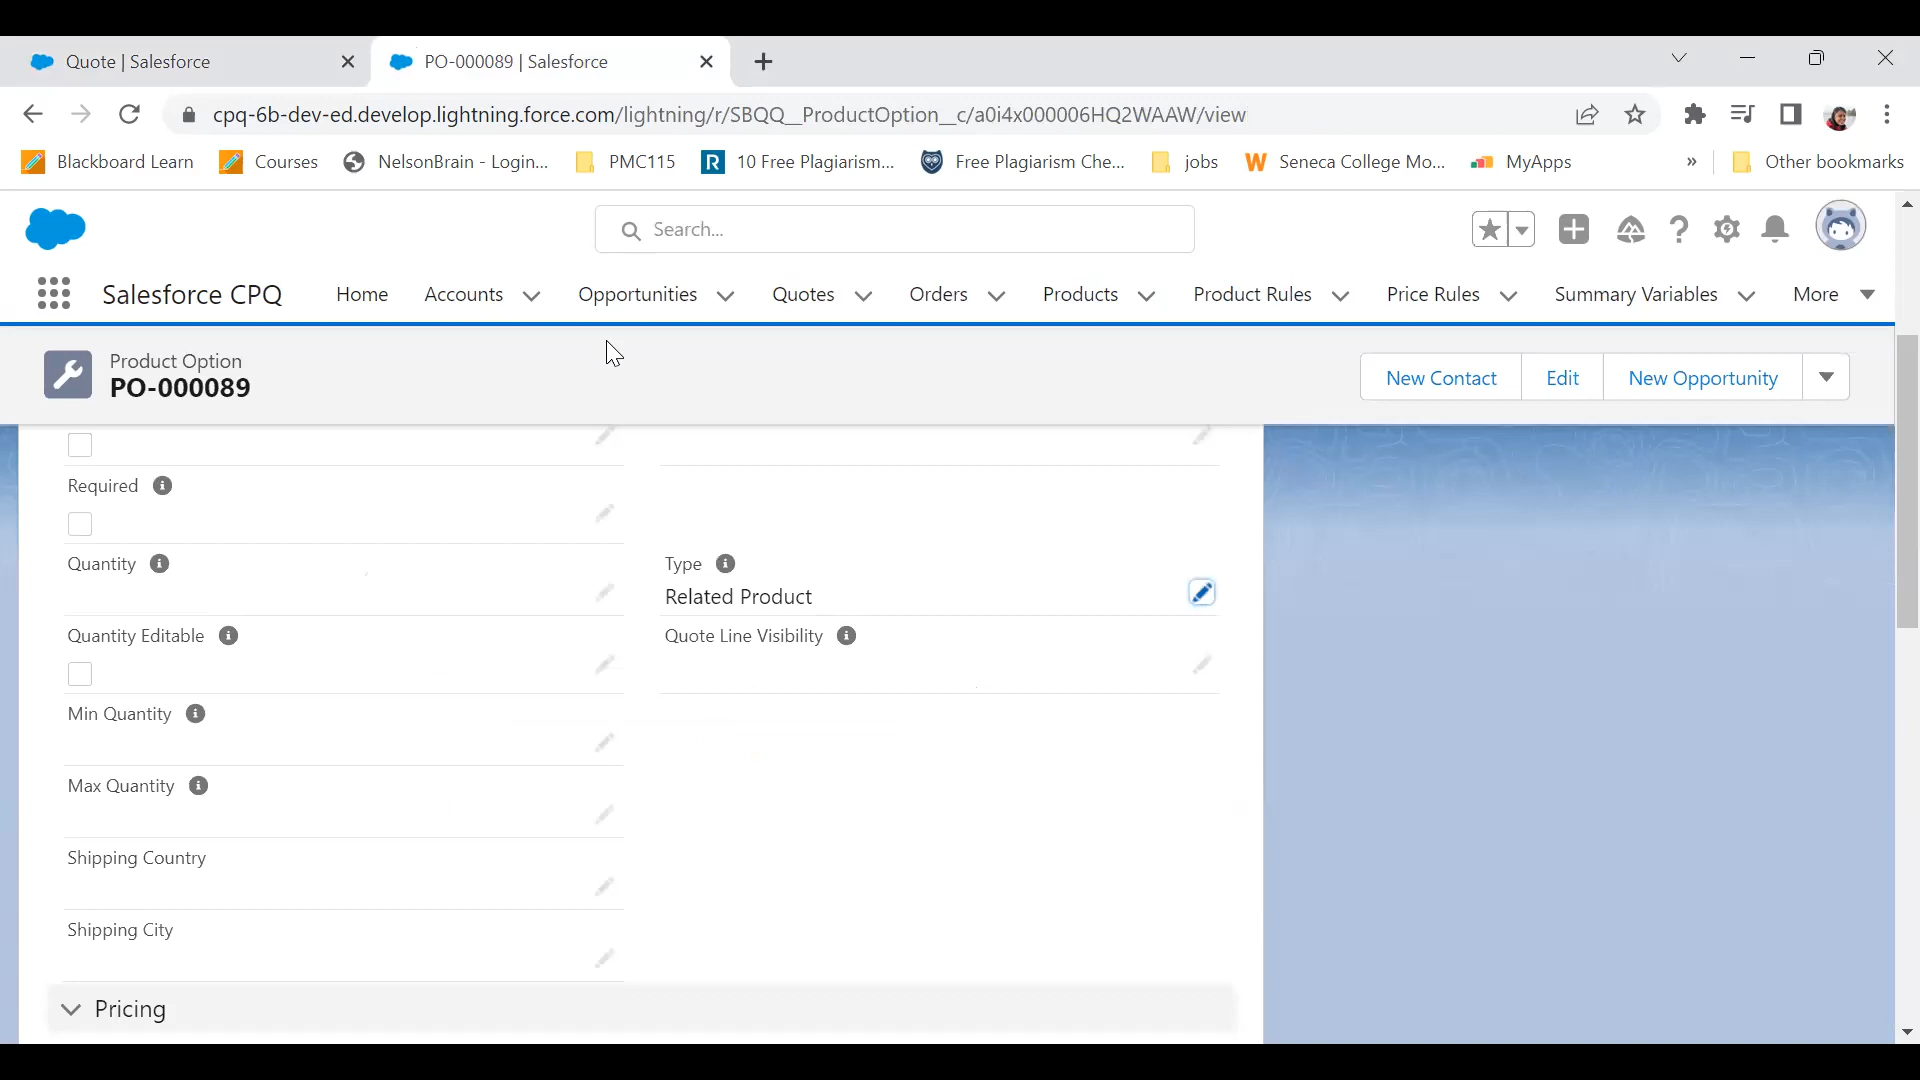 Quote | Salesforce
PO-000089 | Salesforce
cpq-6b-dev-ed.develop.lightning.force.com/lightning/r/SBQQ__ProductOption__c/a0i4x000006HQ2WAAW/view
Blackboard Learn Courses NelsonBrain - Login... PMC115 10 Free Plagiarism... Free Plagiarism Che... jobs Seneca College Mo... MyApps » Other bookmarks
Search...
Salesforce CPQ Home Accounts Opportunities Quotes Orders Products Product Rules Price Rules Summary Variables More
Product Option
PO-000089
New Contact Edit New Opportunity
Required
Quantity
Type
Related Product
Quantity Editable
Quote Line Visibility
Min Quantity
Max Quantity
Shipping Country
Shipping City
Pricing